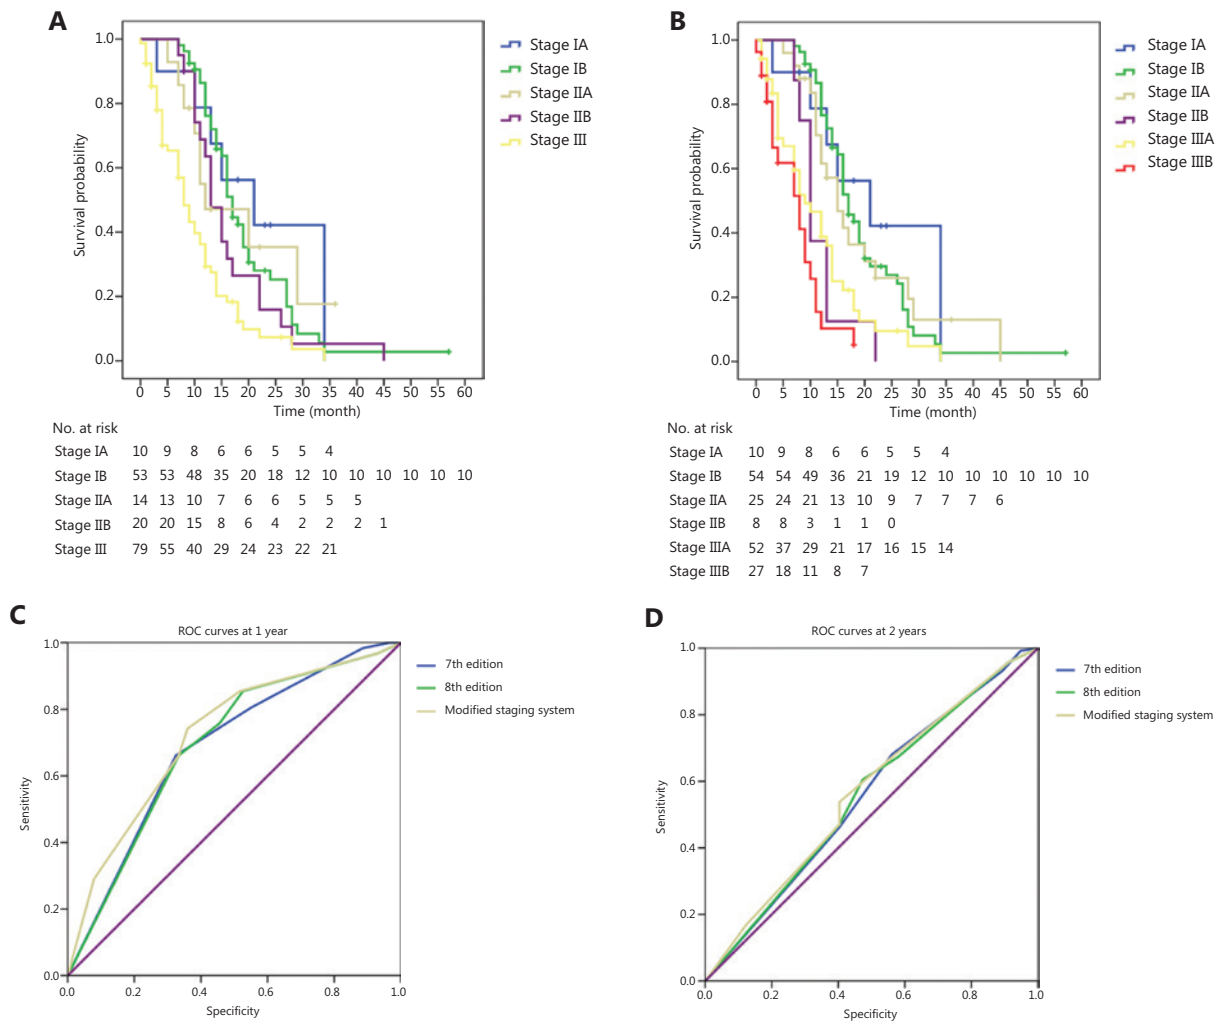 A
Survival probability
1.0
0.8
0.6
0.4
0.2
0.0
0 5 10 15 20 25 30 35 40 45 50 55 60
Time (month)
Stage IA
Stage IB
Stage IIA
Stage IIB
Stage III
No. at risk
Stage IA 10 9 8 6 6 5 5 4
Stage IB 53 53 48 35 20 18 12 10 10 10 10 10 10
Stage IIA 14 13 10 7 6 6 5 5 5
Stage IIB 20 20 15 8 6 4 2 2 2 1
Stage III 79 55 40 29 24 23 22 21
B
Survival probability
1.0
0.8
0.6
0.4
0.2
0.0
0 5 10 15 20 25 30 35 40 45 50 55 60
Time (month)
Stage IA
Stage IB
Stage IIA
Stage IIB
Stage IIIA
Stage IIIB
No. at risk
Stage IA 10 9 8 6 6 5 5 4
Stage IB 54 54 49 36 21 19 12 10 10 10 10 10 10
Stage IIA 25 24 21 13 10 9 7 7 7 6
Stage IIB 8 8 3 1 1 0
Stage IIIA 52 37 29 21 17 16 15 14
Stage IIIB 27 18 11 8 7
C
ROC curves at 1 year
Sensitivity
1.0
0.8
0.6
0.4
0.2
0.0
0.0 0.2 0.4 0.6 0.8 1.0
Specificity
7th edition
8th edition
Modified staging system
D
ROC curves at 2 years
Sensitivity
1.0
0.8
0.6
0.4
0.2
0.0
0.0 0.2 0.4 0.6 0.8 1.0
Specificity
7th edition
8th edition
Modified staging system